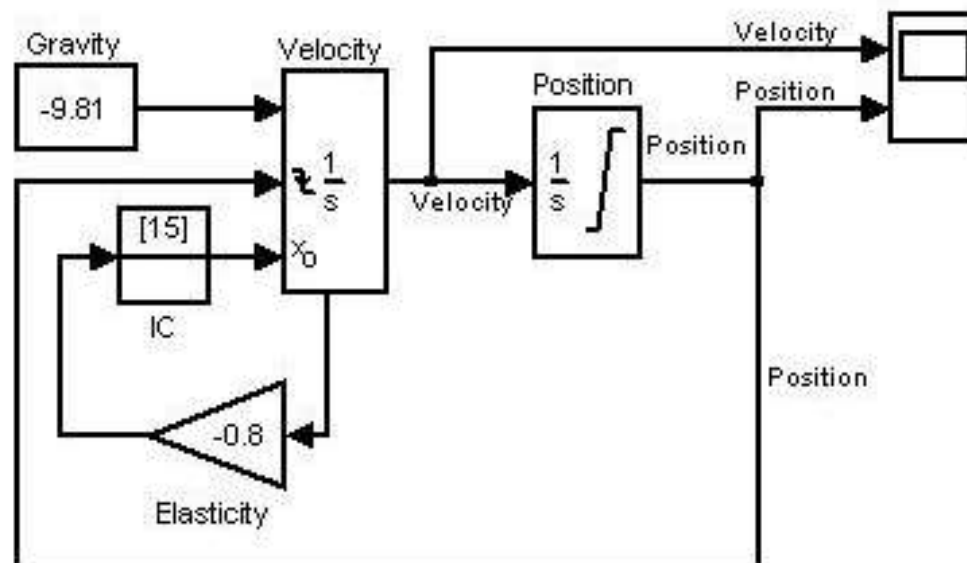 Gravity
-9.81
Velocity
1
s
x0
[15]
IC
-0.8
Elasticity
Velocity
Position
1
s
Position
Velocity
Position
Position